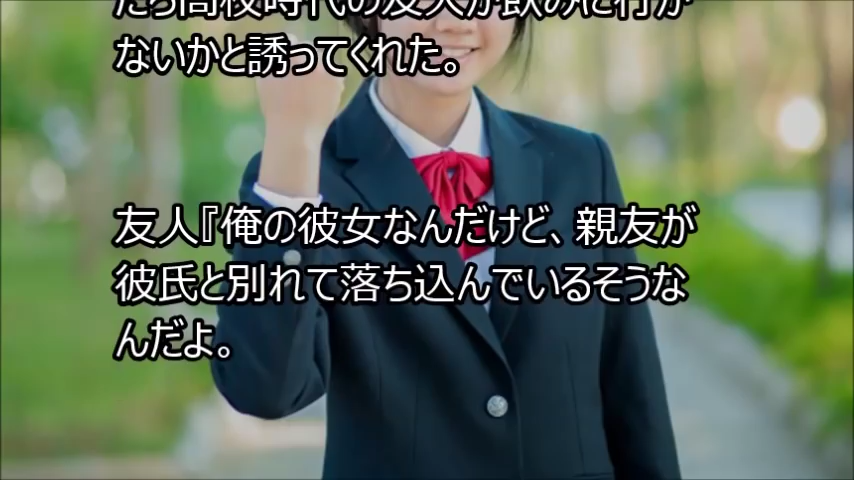 たら高校時代の友人が飲みに行か
ないかと誘ってくれた。
友人『俺の彼女なんだけど、親友が
彼氏と別れて落ち込んでいるそうな
んだよ。